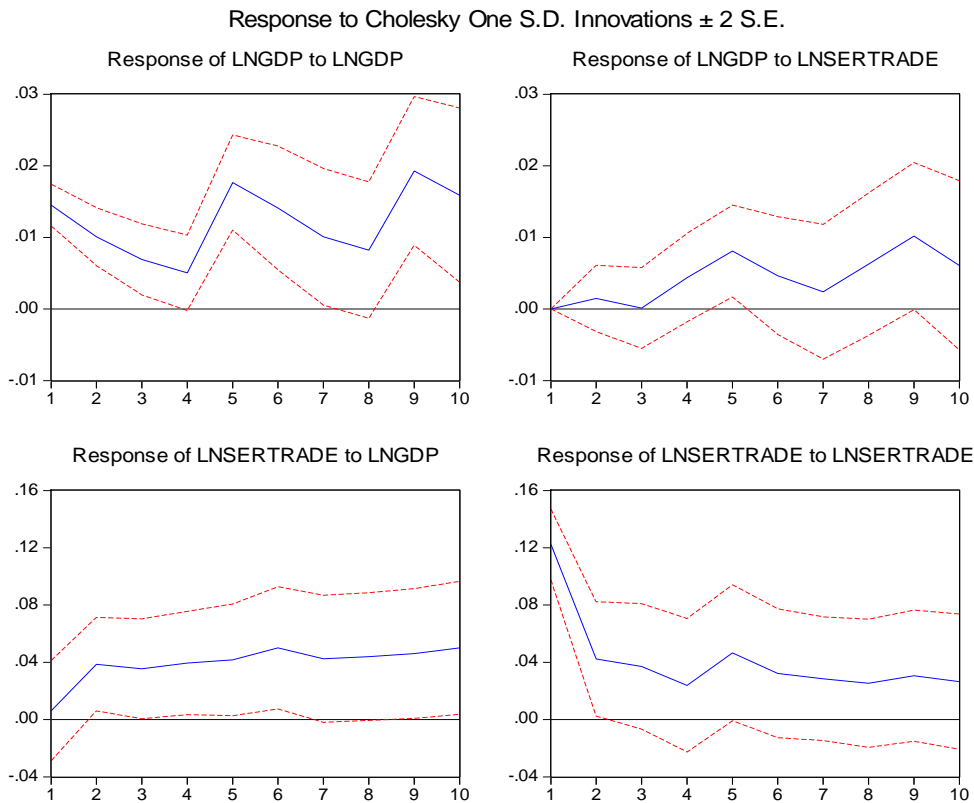 Response to Cholesky One S.D. Innovations ± 2 S.E.
Response of LNGDP to LNGDP
.03
.02
.01
.00
-.01
1 2 3 4 5 6 7 8 9 10
Response of LNGDP to LNSERTRADE
.03
.02
.01
.00
-.01
1 2 3 4 5 6 7 8 9 10
Response of LNSERTRADE to LNGDP
.16
.12
.08
.04
.00
-.04
1 2 3 4 5 6 7 8 9 10
Response of LNSERTRADE to LNSERTRADE
.16
.12
.08
.04
.00
-.04
1 2 3 4 5 6 7 8 9 10